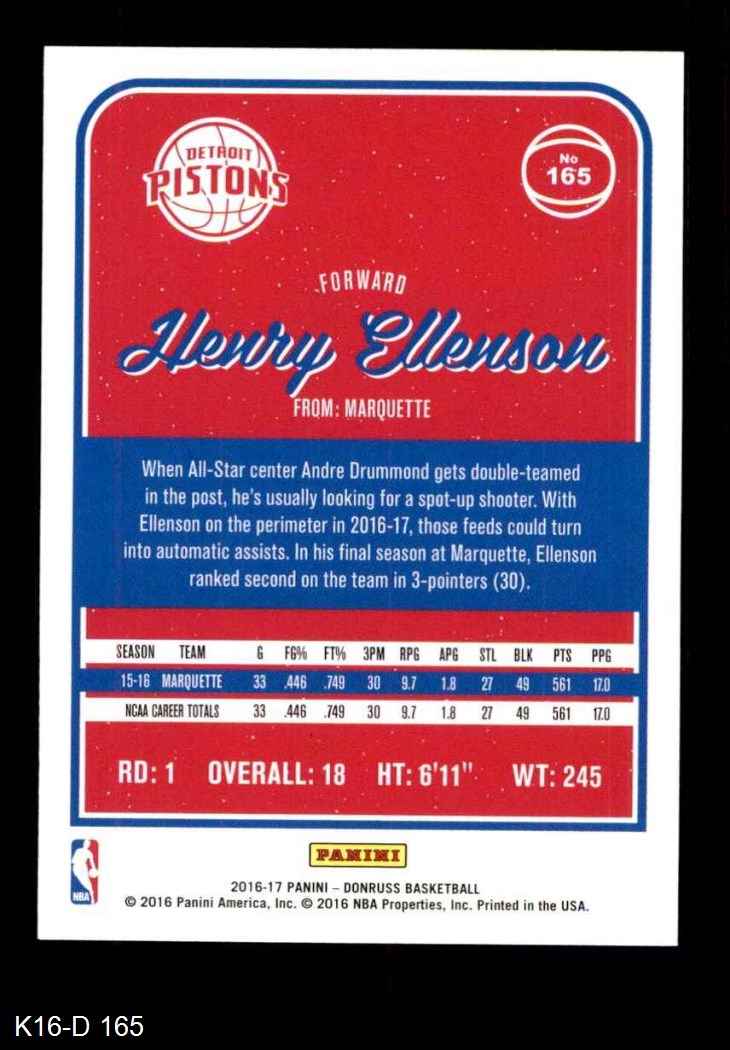 DETROIT
PISTONS
No
165
FORWARD
Henry Ellenson
FROM: MARQUETTE
When All-Star center Andre Drummond gets double-teamed
in the post, he's usually looking for a spot-up shooter. With
Ellenson on the perimeter in 2016-17, those feeds could turn
into automatic assists. In his final season at Marquette, Ellenson
ranked second on the team in 3-pointers (30).
SEASON TEAM G FG% FT% 3PM RPG APG STL BLK PTS PPG
15-16 MARQUETTE 33 .446 .749 30 9.7 1.8 27 49 561 17.0
NCAA CAREER TOTALS 33 .446 .749 30 9.7 1.8 27 49 561 17.0
RD: 1 OVERALL: 18 HT: 6'11" WT: 245
PANINI
NBA
2016-17 PANINI – DONRUSS BASKETBALL
© 2016 Panini America, Inc. © 2016 NBA Properties, Inc. Printed in the USA.
K16-D 165